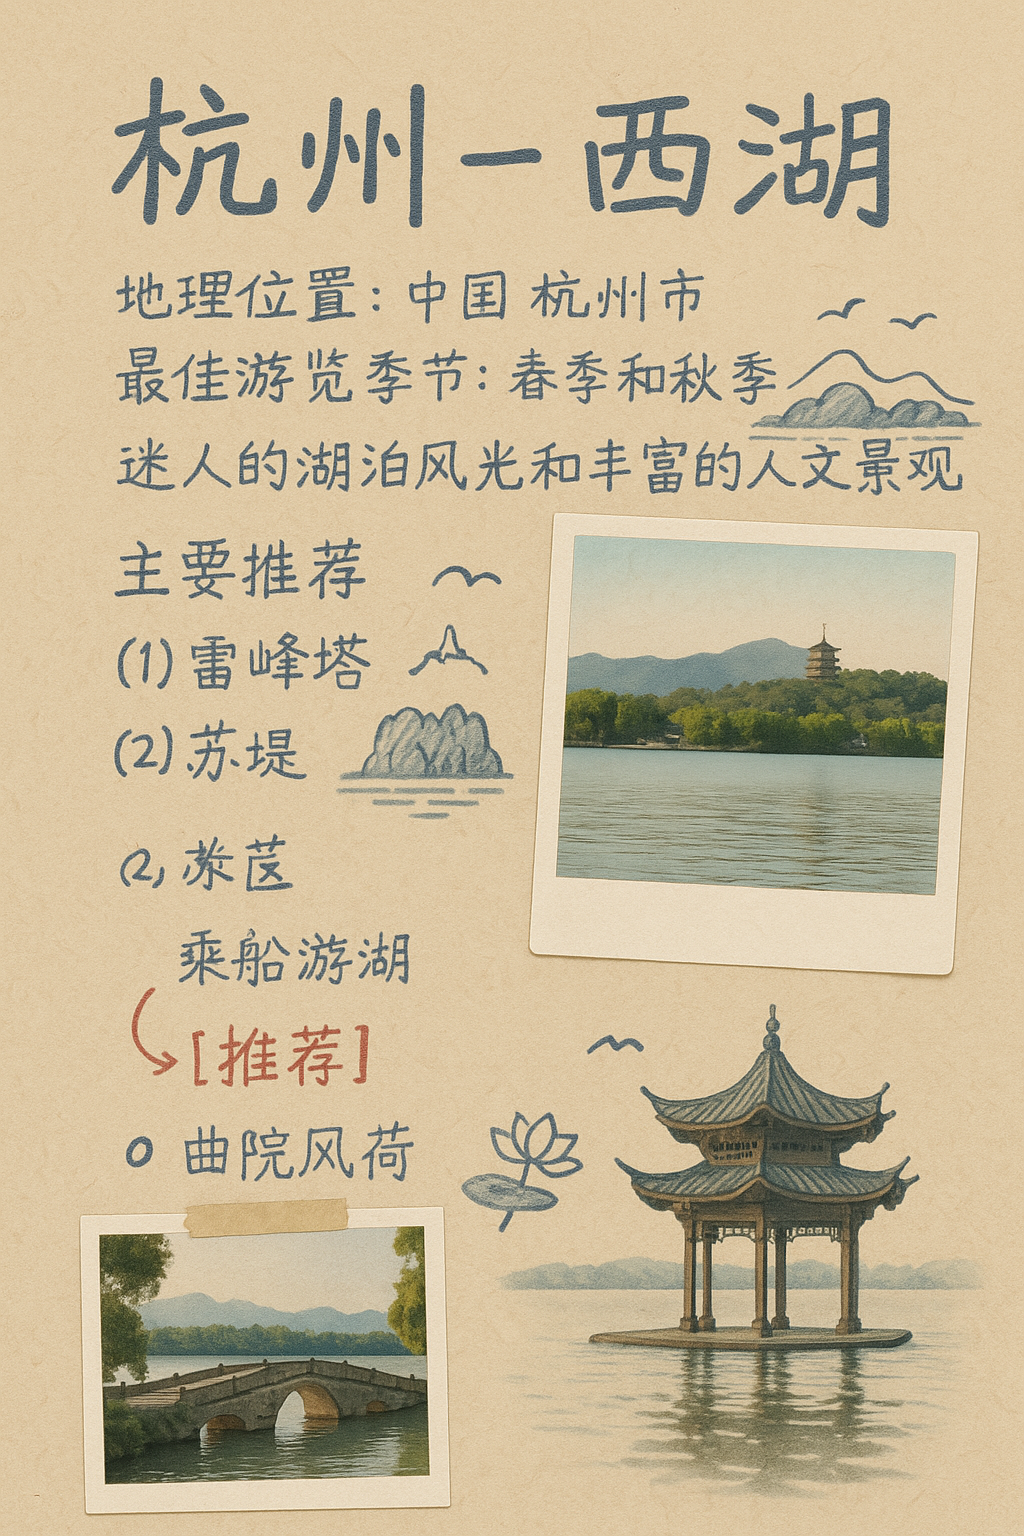 杭州-西湖
地理位置: 中国 杭州市
最佳游览季节: 春季和秋季
迷人的湖泊风光和丰富的人文景观
主要推荐
(1) 雷峰塔
(2) 苏堤
乘船游湖
[推荐]
曲院风荷